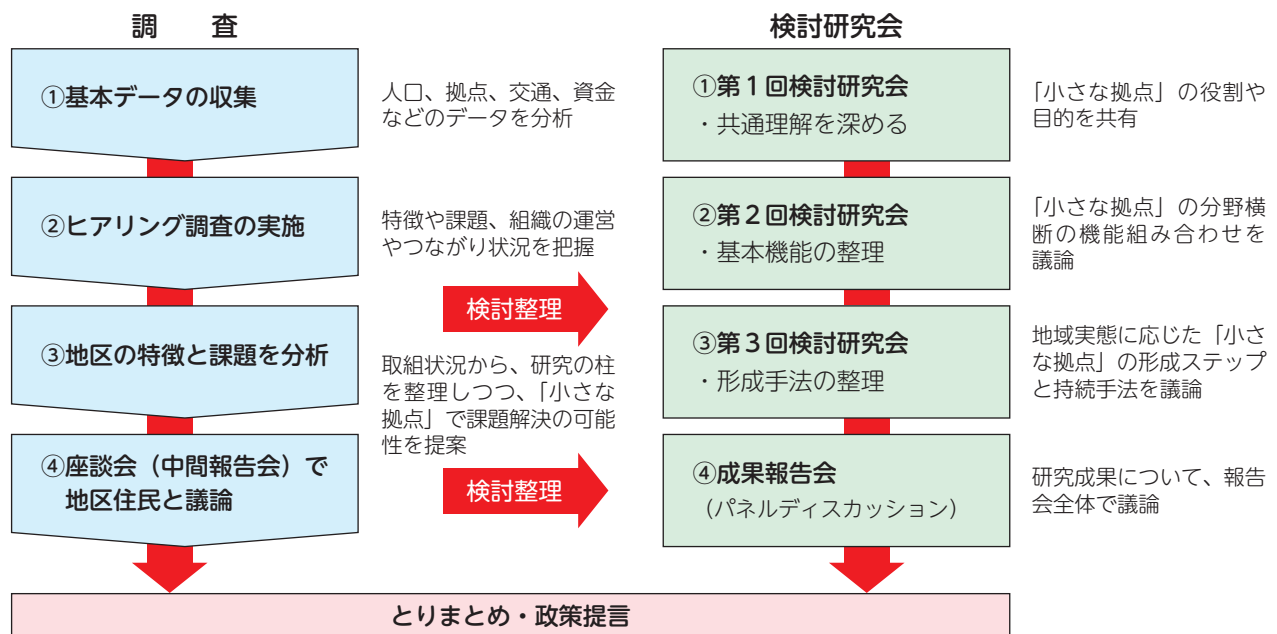 調　査
①基本データの収集
人口、拠点、交通、資金
などのデータを分析
②ヒアリング調査の実施
特徴や課題、組織の運営
やつながり状況を把握
検討整理
③地区の特徴と課題を分析
取組状況から、研究の柱
を整理しつつ、「小さな
拠点」で課題解決の可能
性を提案
④座談会（中間報告会）で
地区住民と議論
検討整理
検討研究会
①第１回検討研究会
・共通理解を深める
「小さな拠点」の役割や
目的を共有
②第２回検討研究会
・基本機能の整理
「小さな拠点」の分野横
断の機能組み合わせを
議論
③第３回検討研究会
・形成手法の整理
地域実態に応じた「小さ
な拠点」の形成ステップ
と持続手法を議論
④成果報告会
（パネルディスカッション）
研究成果について、報告
会全体で議論
とりまとめ・政策提言